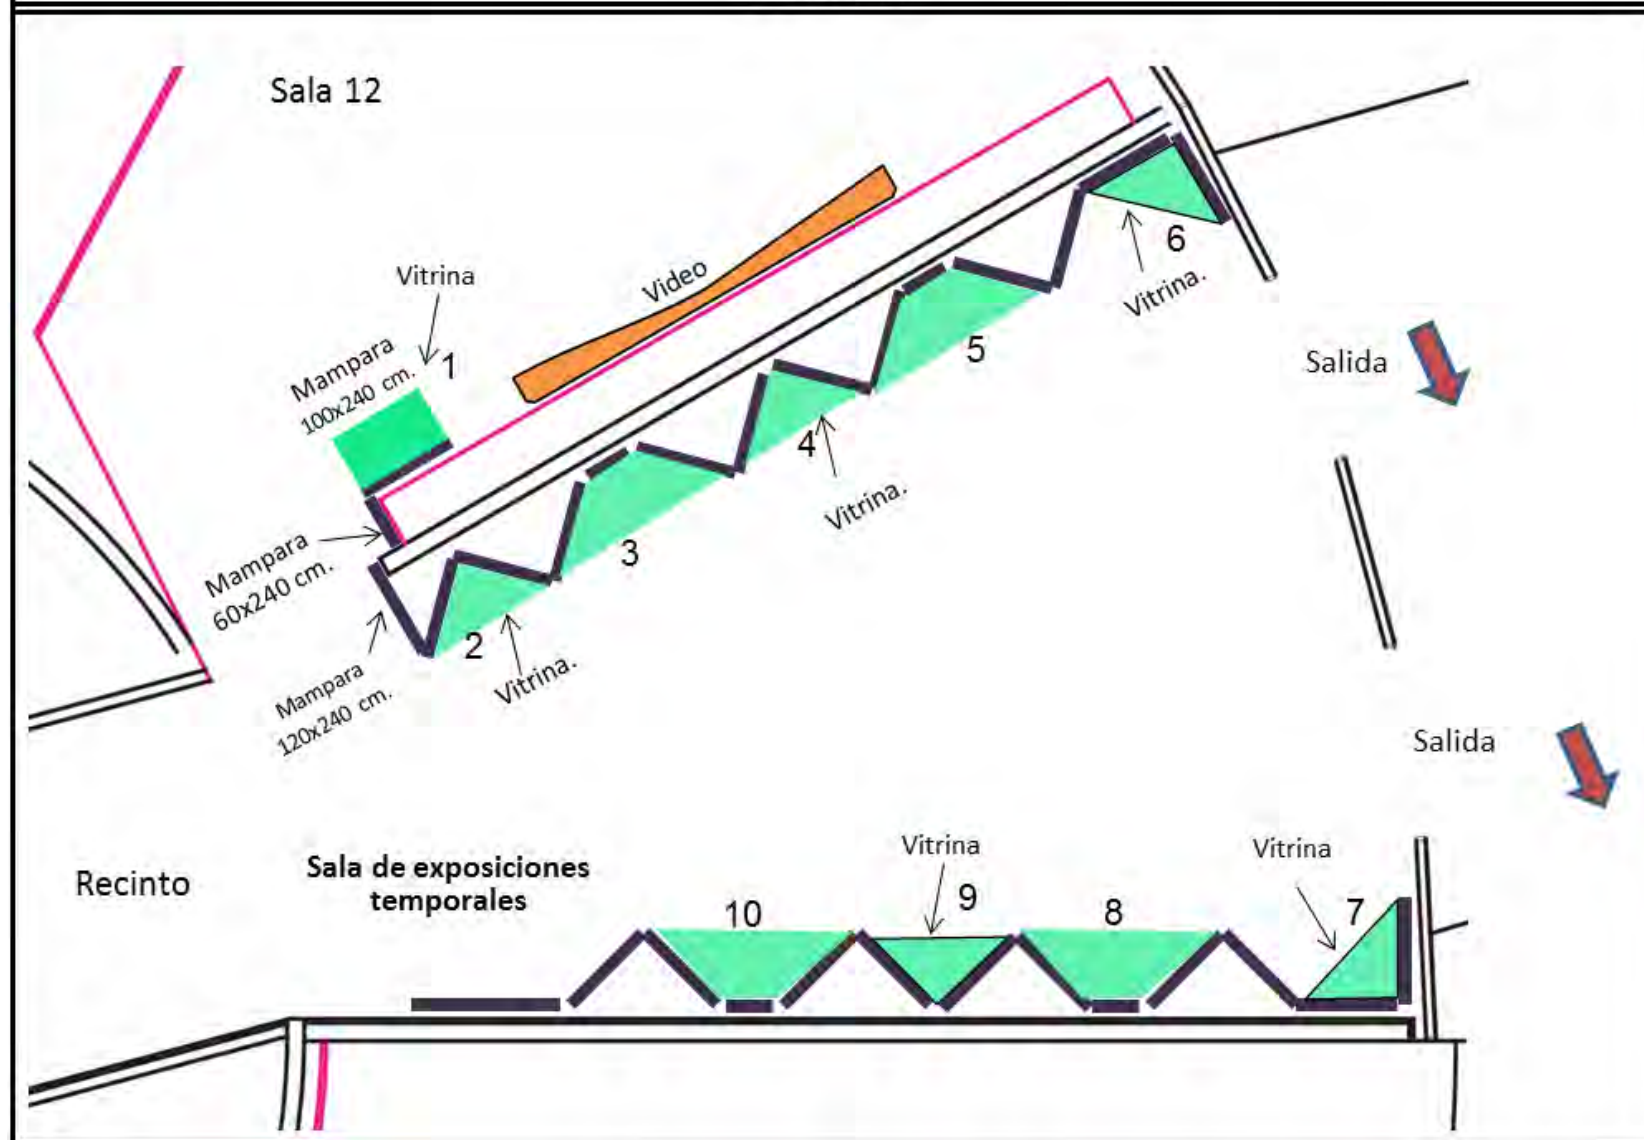 Sala 12
Vitrina
Video
1
Mampara
100x240 cm.
6
Vitrina.
5
Salida
4
Vitrina.
3
Mampara
60x240 cm.
2
Vitrina.
Mampara
120x240 cm.
Salida
Recinto
Sala de exposiciones
temporales
10
Vitrina
9
8
Vitrina
7